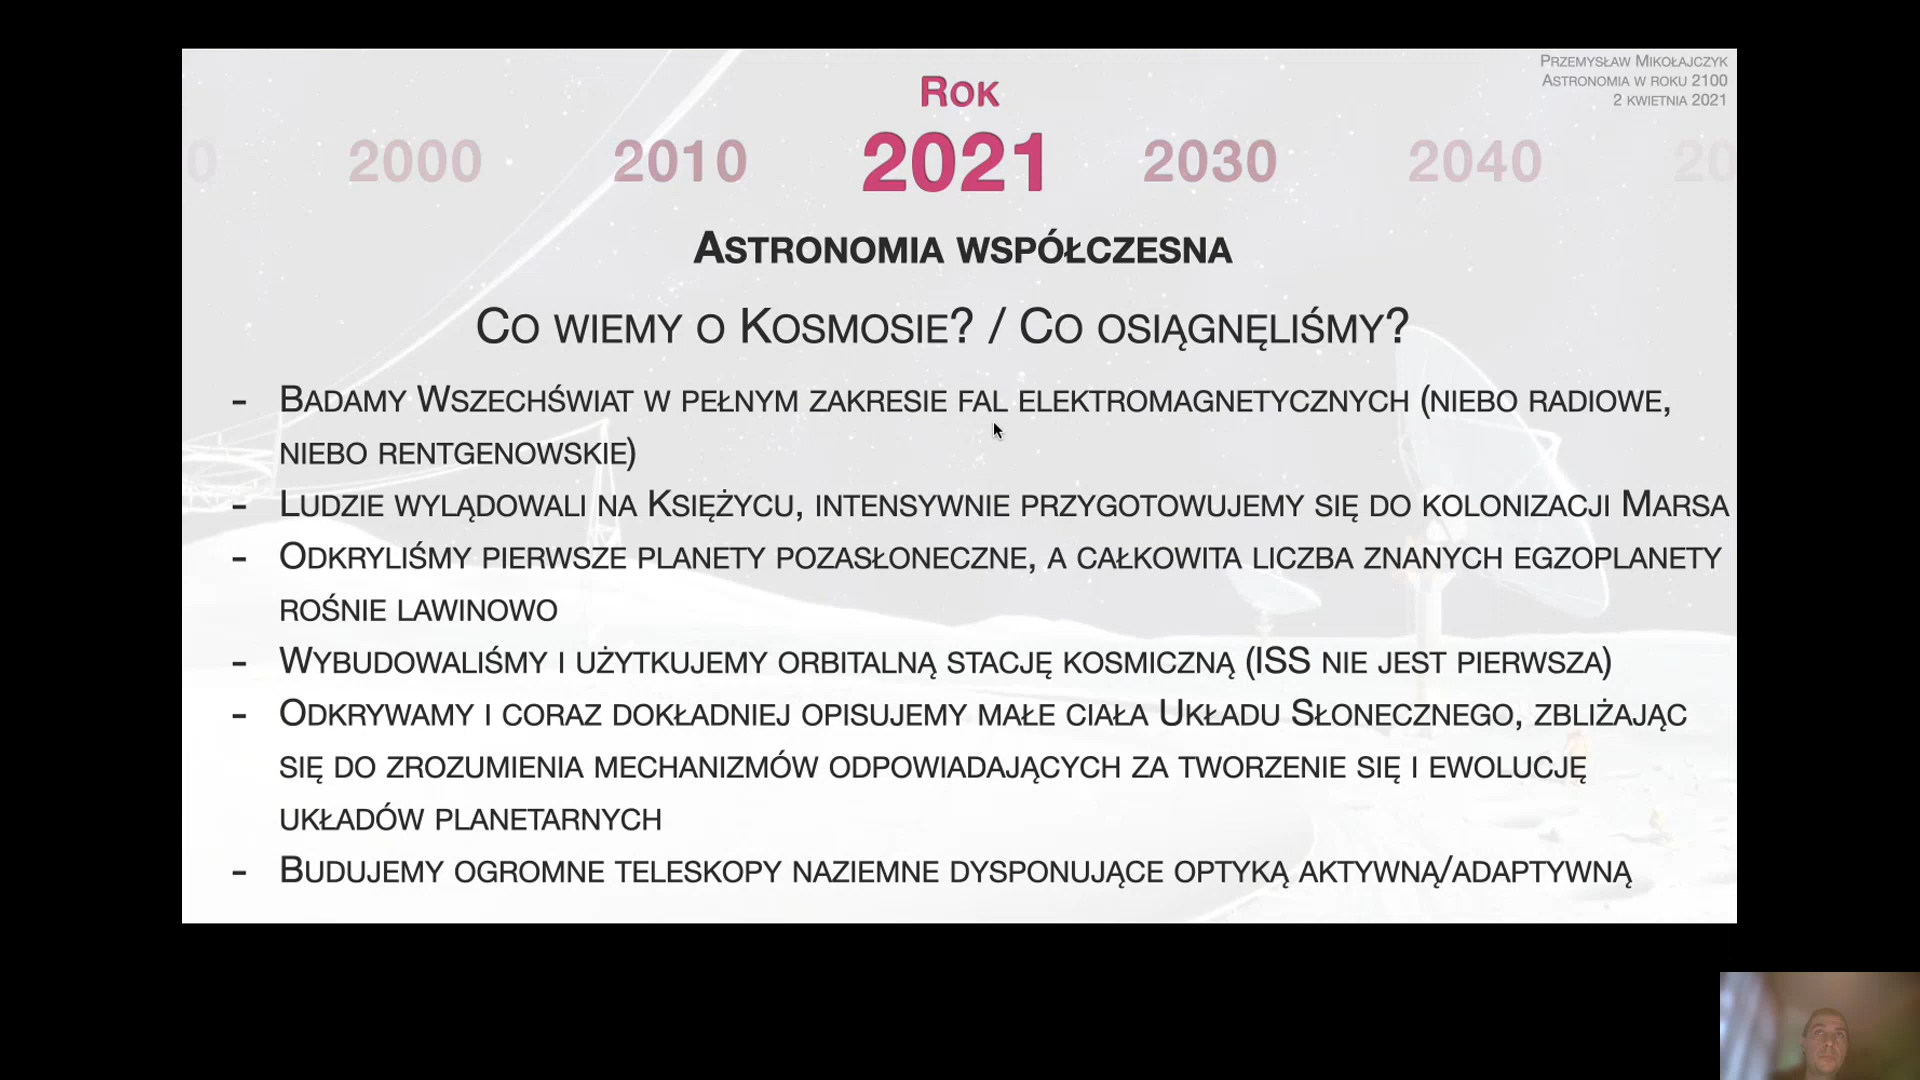 Przemysław Mikołajczyk
Astronomia w roku 2100
2 kwietnia 2021
Rok
0 2000 2010 2021 2030 2040 20
Astronomia współczesna
Co wiemy o Kosmosie? / Co osiągnęliśmy?
- Badamy Wszechświat w pełnym zakresie fal elektromagnetycznych (niebo radiowe,
niebo rentgenowskie)
- Ludzie wylądowali na Księżycu, intensywnie przygotowujemy się do kolonizacji Marsa
- Odkryliśmy pierwsze planety pozasłoneczne, a całkowita liczba znanych egzoplanety
rośnie lawinowo
- Wybudowaliśmy i użytkujemy orbitalną stację kosmiczną (ISS nie jest pierwsza)
- Odkrywamy i coraz dokładniej opisujemy małe ciała Układu Słonecznego, zbliżając
się do zrozumienia mechanizmów odpowiadających za tworzenie się i ewolucję
układów planetarnych
- Budujemy ogromne teleskopy naziemne dysponujące optyką aktywną/adaptywną